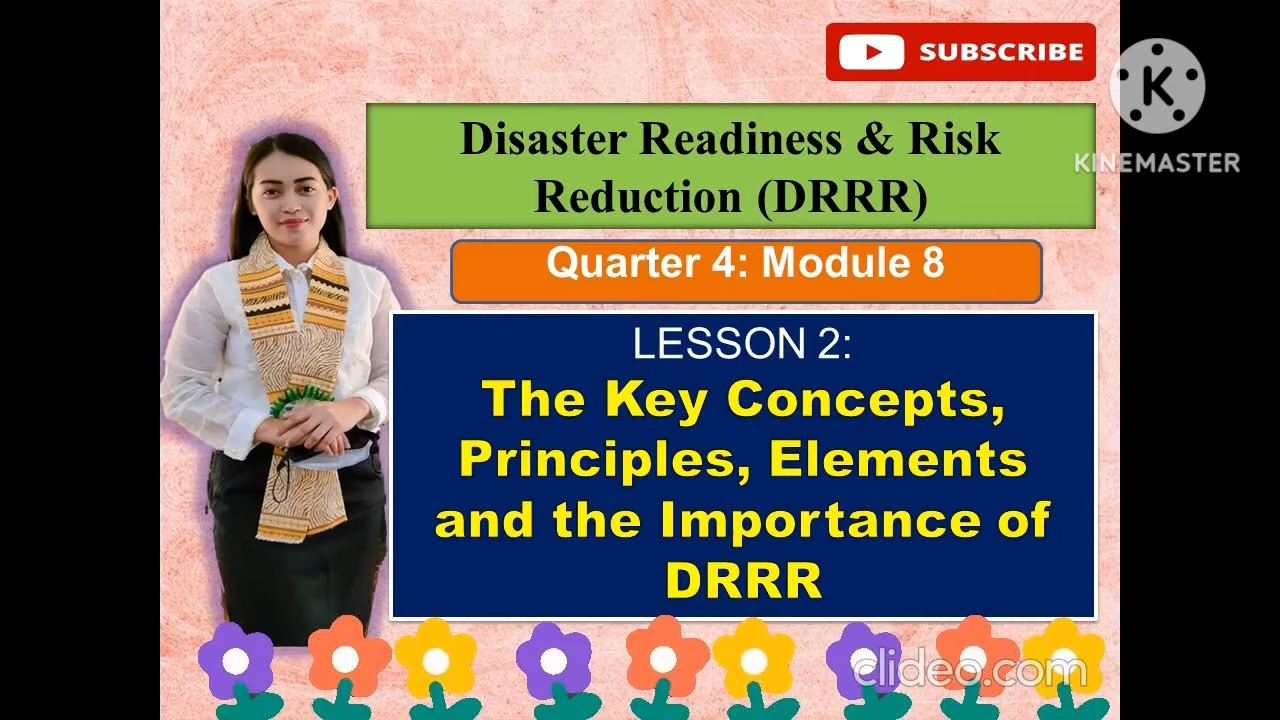 SUBSCRIBE
K
KINEMASTER
Disaster Readiness & Risk
Reduction (DRRR)
Quarter 4: Module 8
LESSON 2:
The Key Concepts,
Principles, Elements
and the Importance of
DRRR
clideo.com